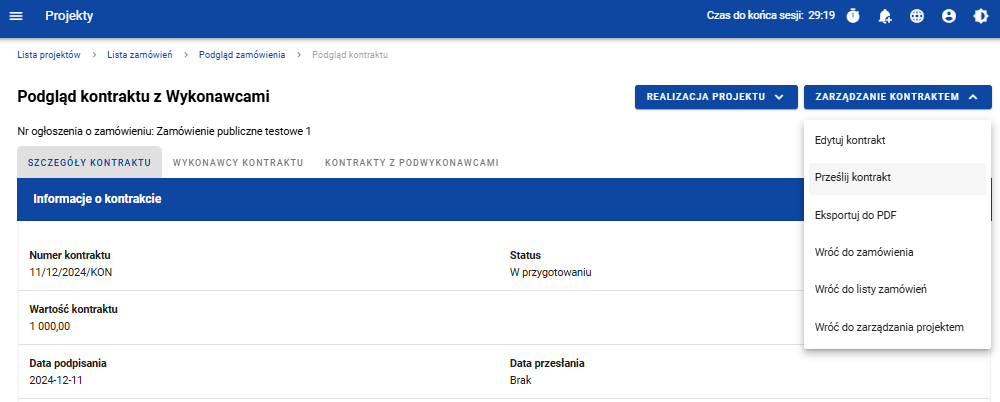 Projekty
Czas do końca sesji: 29:19
Lista projektów > Lista zamówień > Podgląd zamówienia > Podgląd kontraktu
Podgląd kontraktu z Wykonawcami
REALIZACJA PROJEKTU
ZARZĄDZANIE KONTRAKTEM
Nr ogłoszenia o zamówieniu: Zamówienie publiczne testowe 1
Edytuj kontrakt
Prześlij kontrakt
Eksportuj do PDF
Wróć do zamówienia
Wróć do listy zamówień
Wróć do zarządzania projektem
SZCZEGÓŁY KONTRAKTU WYKONAWCY KONTRAKTU KONTRAKTY Z PODWYKONAWCAMI
Informacje o kontrakcie
Numer kontraktu
11/12/2024/KON
Status
W przygotowaniu
Wartość kontraktu
1 000,00
Data podpisania
2024-12-11
Data przesłania
Brak